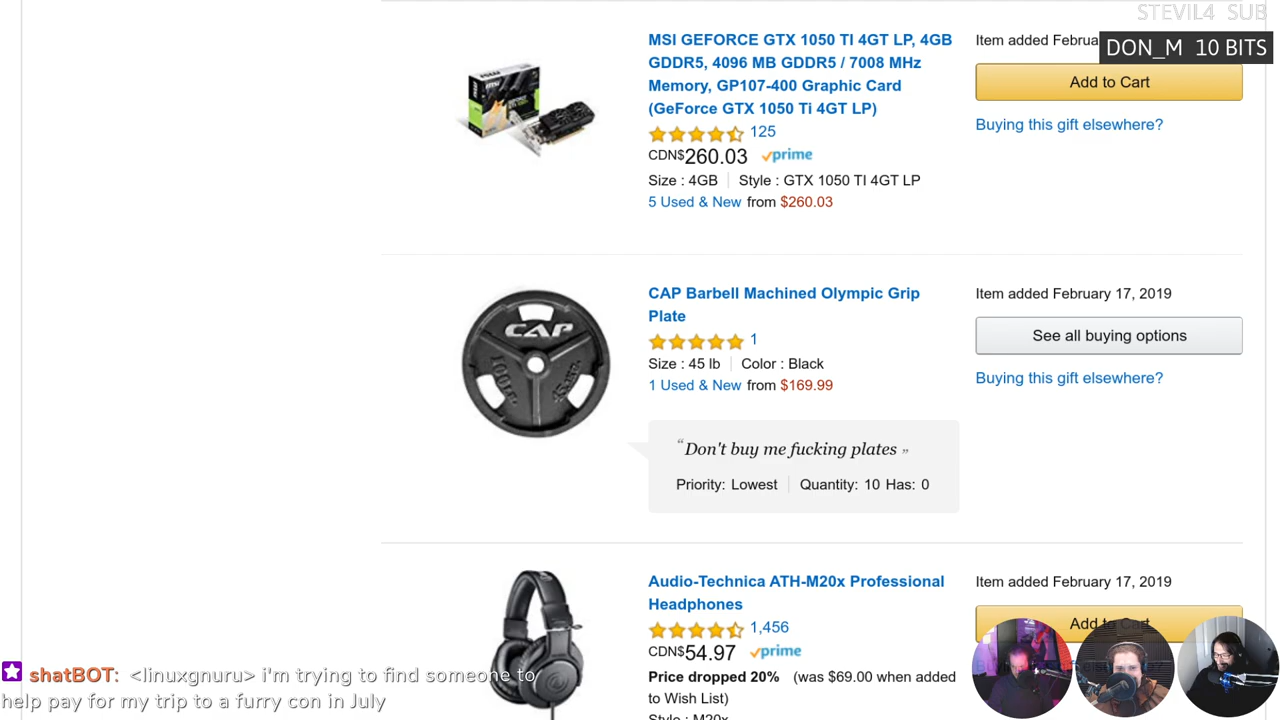 STEVIL4 SUB
DON_M 10 BITS
MSI GEFORCE GTX 1050 TI 4GT LP, 4GB
GDDR5, 4096 MB GDDR5 / 7008 MHz
Memory, GP107-400 Graphic Card
(GeForce GTX 1050 Ti 4GT LP)
125
CDN$260.03 prime
Size : 4GB Style : GTX 1050 TI 4GT LP
5 Used & New from $260.03
Item added Februa
Add to Cart
Buying this gift elsewhere?
CAP
CAP Barbell Machined Olympic Grip
Plate
1
Size : 45 lb Color : Black
1 Used & New from $169.99
“Don't buy me fucking plates”
Priority: Lowest Quantity: 10 Has: 0
Item added February 17, 2019
See all buying options
Buying this gift elsewhere?
Audio-Technica ATH-M20x Professional
Headphones
1,456
CDN$54.97 prime
Price dropped 20% (was $69.00 when added
to Wish List)
Style : M20x
Item added February 17, 2019
Add to Cart
shatBOT: <linuxgnuru> i'm trying to find someone to
help pay for my trip to a furry con in July